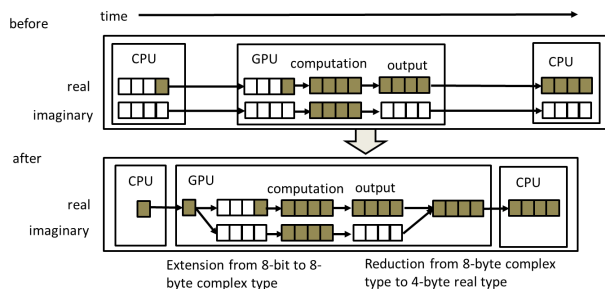 time
before
CPU
GPU
computation
output
CPU
real
imaginary
after
CPU
GPU
computation
output
CPU
real
imaginary
Extension from 8-bit to 8-
byte complex type
Reduction from 8-byte complex
type to 4-byte real type